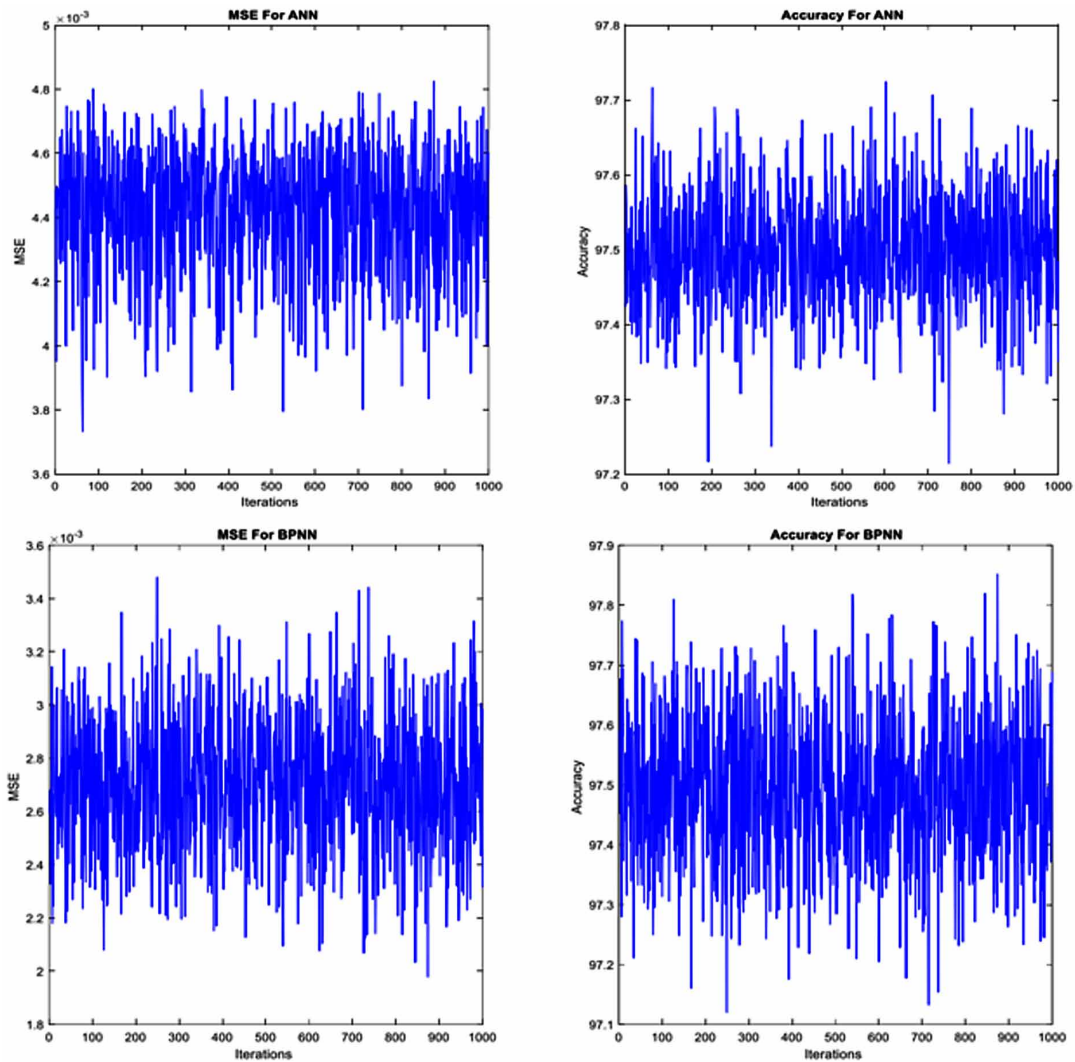 MSE For ANN
×10⁻³
5
4.8
4.6
4.4
4.2
4
3.8
3.6
MSE
0 100 200 300 400 500 600 700 800 900 1000
Iterations
Accuracy For ANN
97.8
97.7
97.6
97.5
97.4
97.3
97.2
Accuracy
0 100 200 300 400 500 600 700 800 900 1000
Iterations
MSE For BPNN
×10⁻³
3.6
3.4
3.2
3
2.8
2.6
2.4
2.2
2
1.8
MSE
0 100 200 300 400 500 600 700 800 900 1000
Iterations
Accuracy For BPNN
97.9
97.8
97.7
97.6
97.5
97.4
97.3
97.2
97.1
Accuracy
0 100 200 300 400 500 600 700 800 900 1000
Iterations